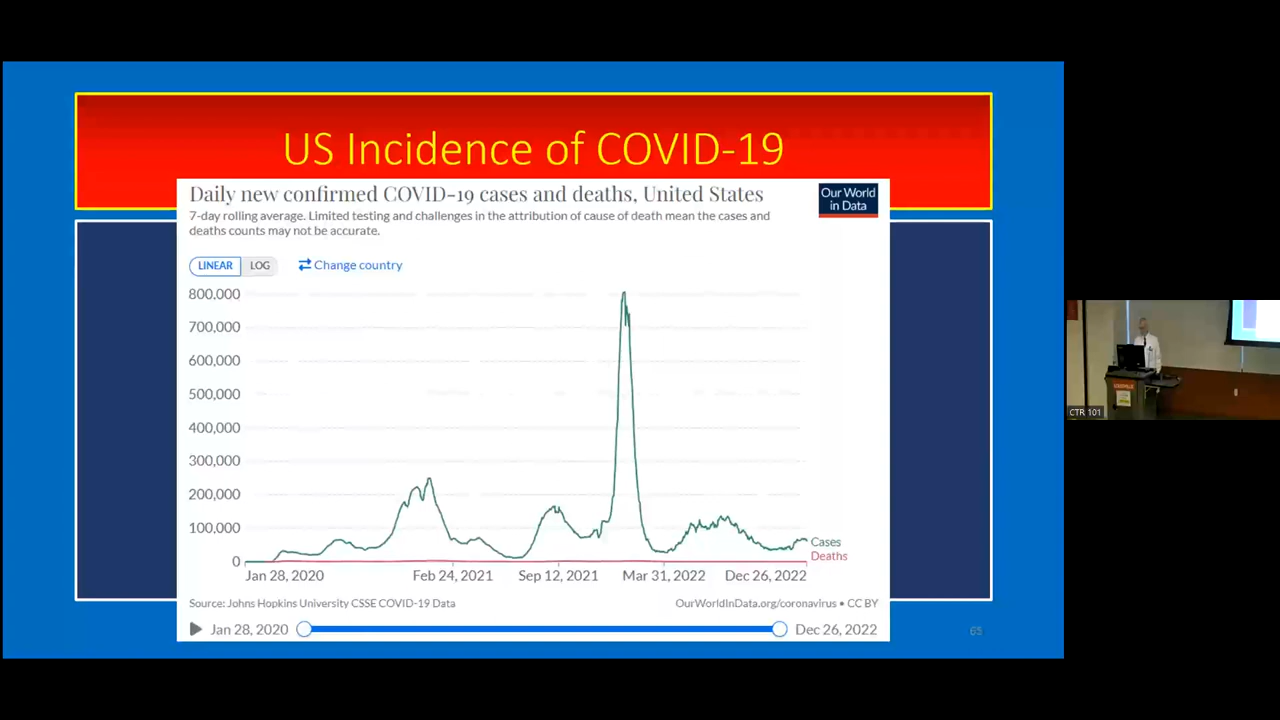 US Incidence of COVID-19
Daily new confirmed COVID-19 cases and deaths, United States
Our World
in Data
7-day rolling average. Limited testing and challenges in the attribution of cause of death mean the cases and
deaths counts may not be accurate.
LINEAR LOG
Change country
800,000
700,000
600,000
500,000
400,000
300,000
200,000
100,000
0
Cases
Deaths
Jan 28, 2020 Feb 24, 2021 Sep 12, 2021 Mar 31, 2022 Dec 26, 2022
Source: Johns Hopkins University CSSE COVID-19 Data
OurWorldInData.org/coronavirus • CC BY
Jan 28, 2020 Dec 26, 2022
65
CTR 101